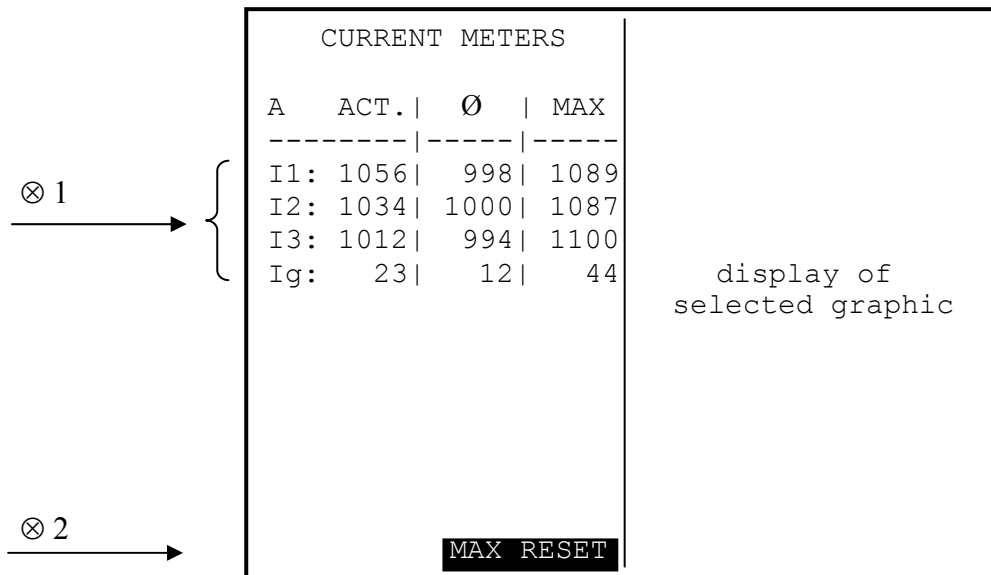 CURRENT METERS
A ACT.| Ø | MAX
--------|-----|-----
⊗ 1
I1: 1056| 998| 1089
I2: 1034| 1000| 1087
I3: 1012| 994| 1100
Ig: 23| 12| 44
display of
selected graphic
⊗ 2
MAX RESET